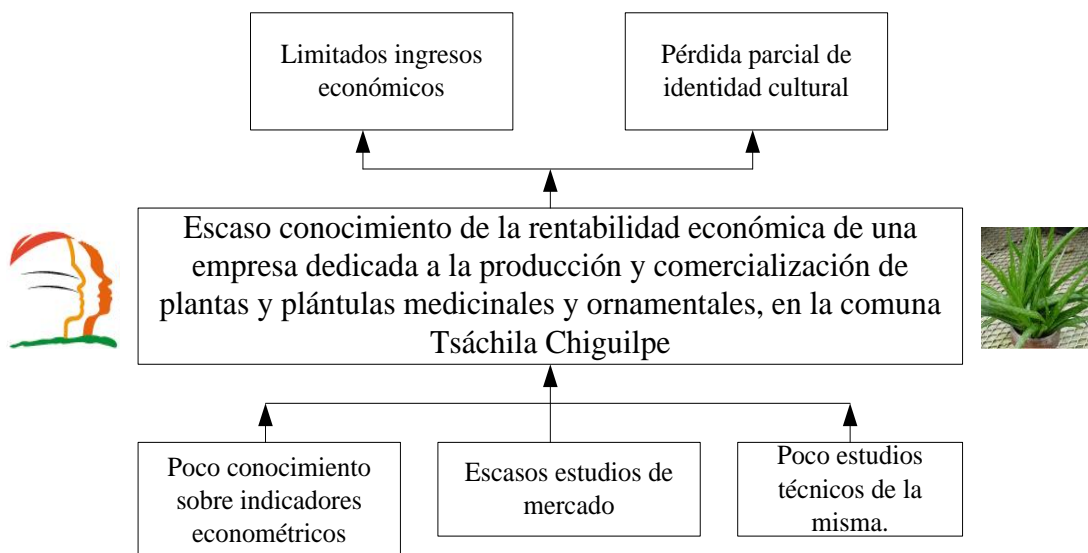 Limitados ingresos
económicos
Pérdida parcial de
identidad cultural
Escaso conocimiento de la rentabilidad económica de una
empresa dedicada a la producción y comercialización de
plantas y plántulas medicinales y ornamentales, en la comuna
Tsáchila Chiguilpe
Poco conocimiento
sobre indicadores
econométricos
Escasos estudios de
mercado
Poco estudios
técnicos de la
misma.